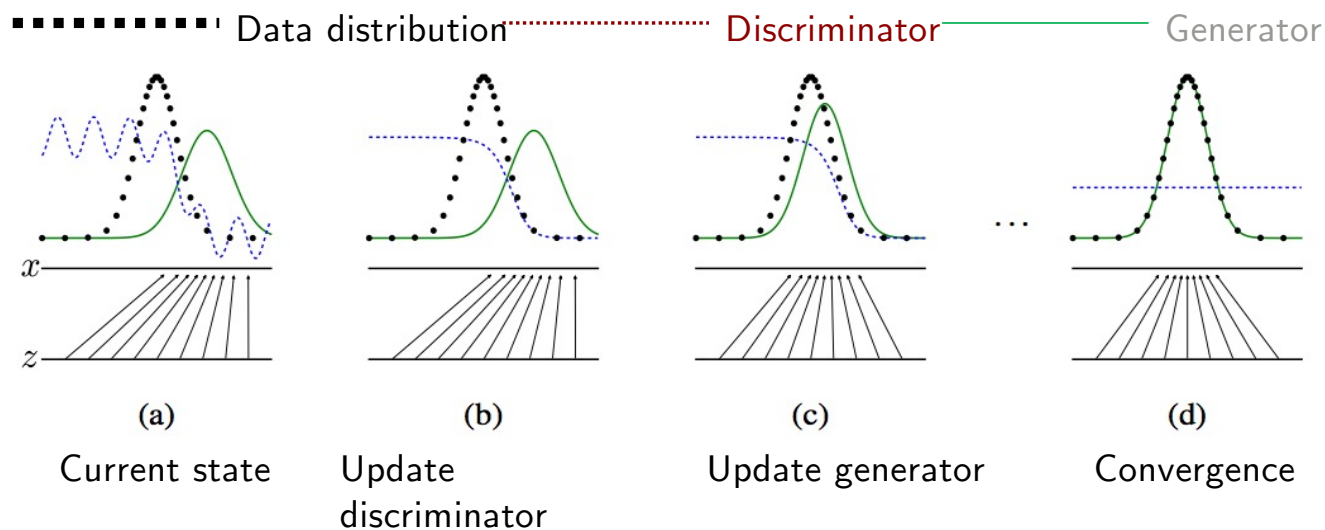 Data distribution Discriminator Generator
...
x
z
(a) (b) (c) (d)
Current state Update discriminator Update generator Convergence